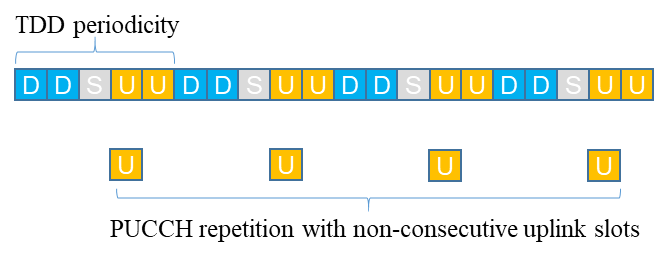 TDD periodicity
D D S U U D D S U U D D S U U D D S U U
U U U U
PUCCH repetition with non-consecutive uplink slots